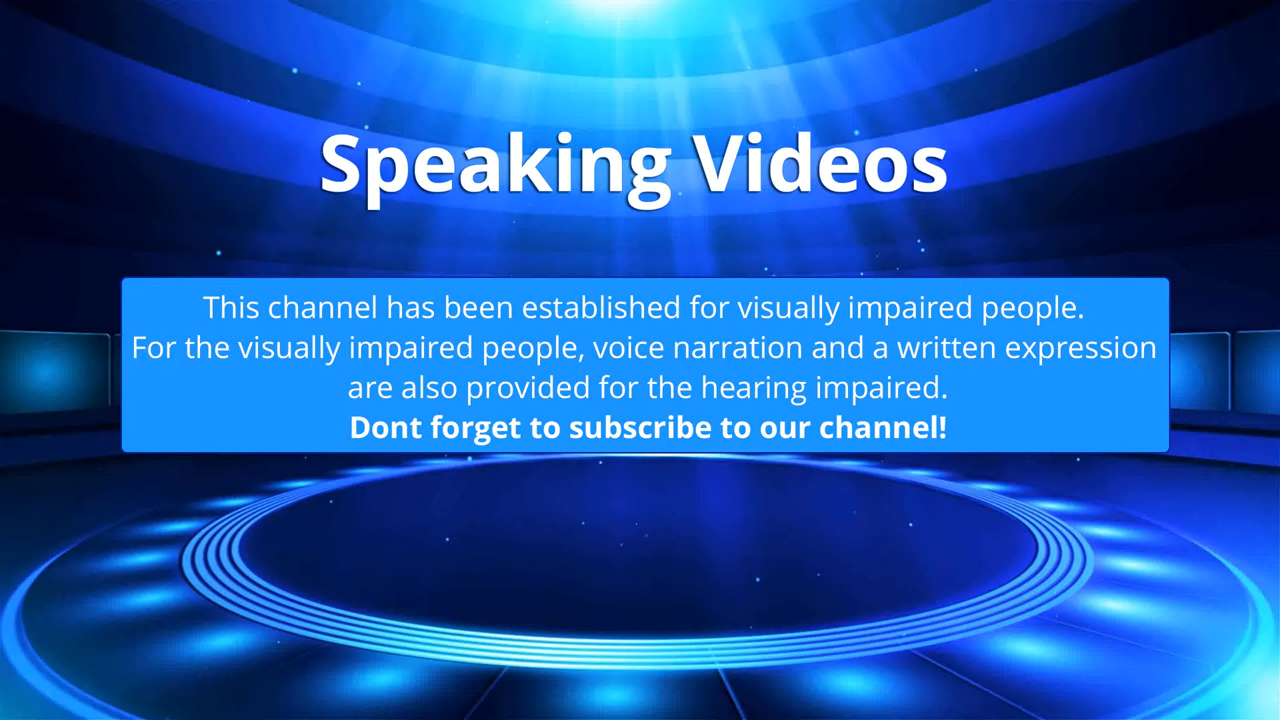 Speaking Videos
This channel has been established for visually impaired people.
For the visually impaired people, voice narration and a written expression
are also provided for the hearing impaired.
Dont forget to subscribe to our channel!